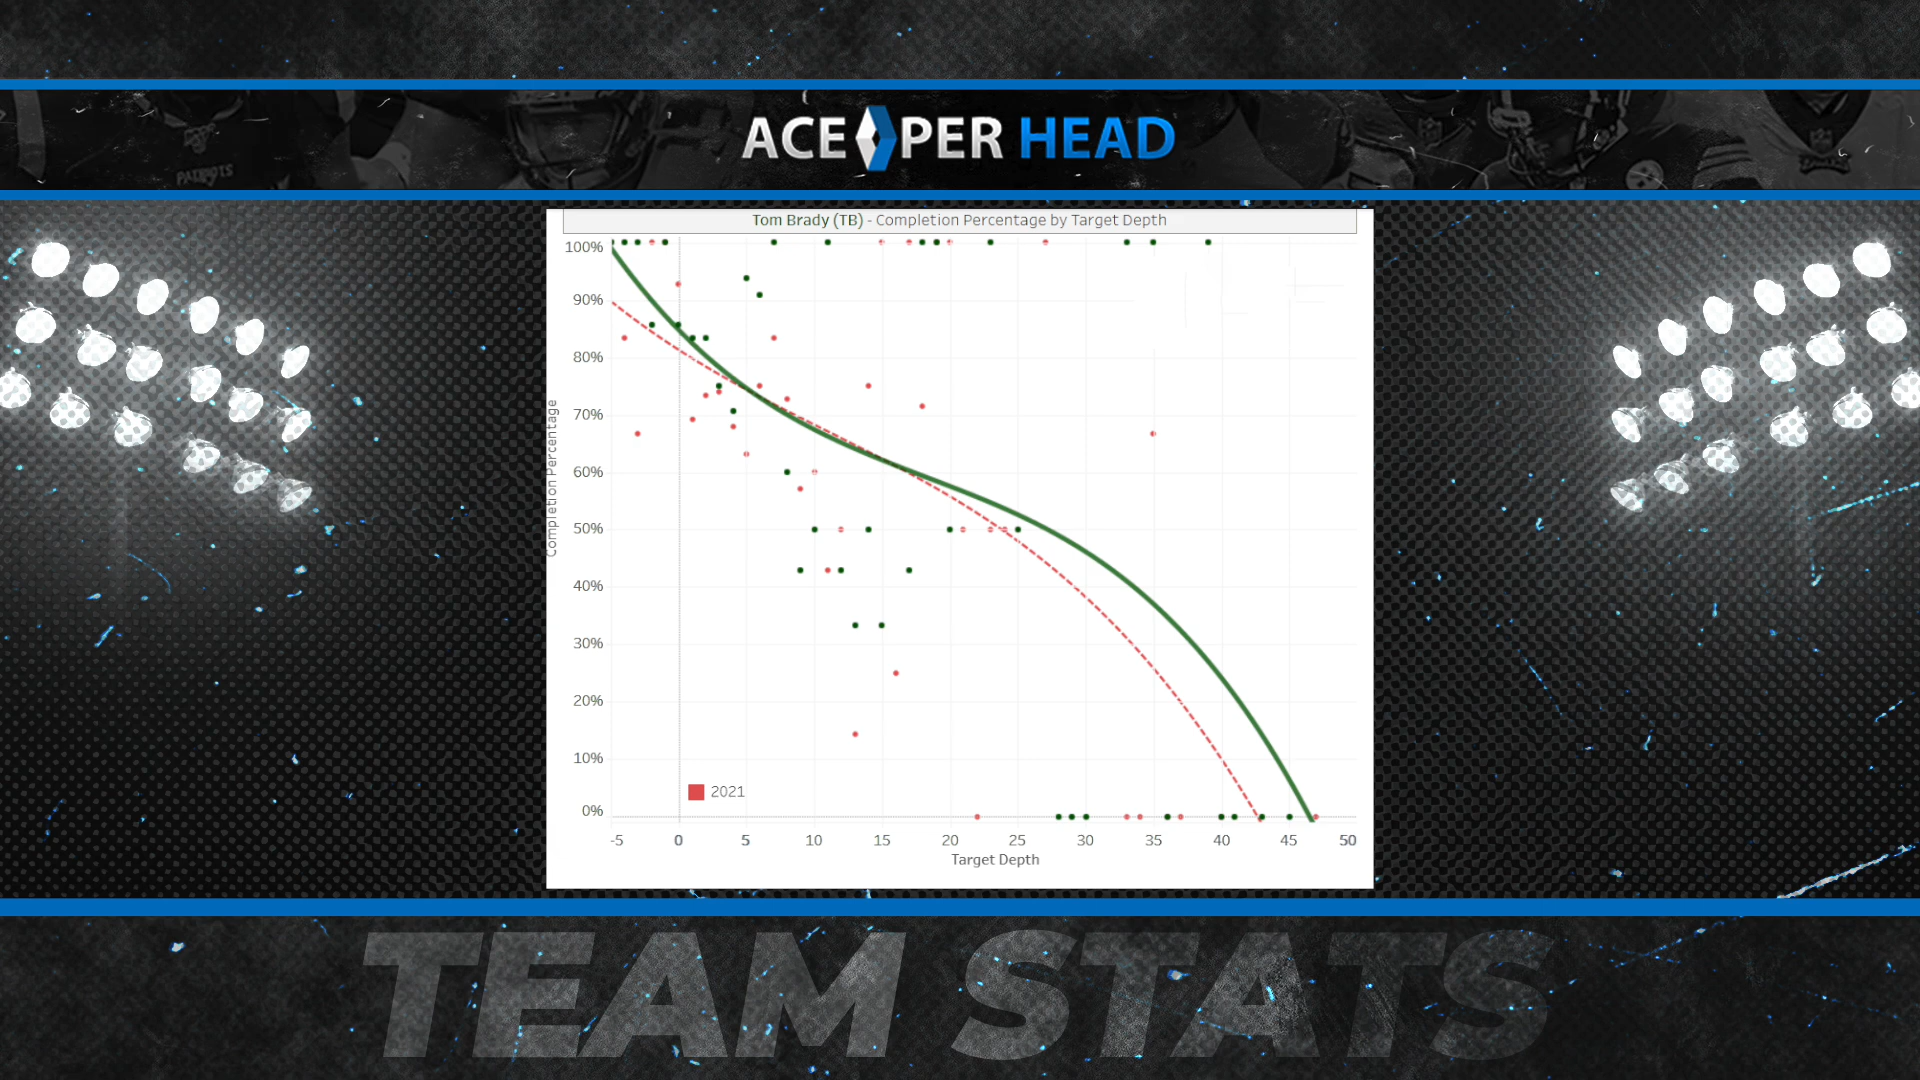 ACE PER HEAD
PATRIOTS
Tom Brady (TB) - Completion Percentage by Target Depth
100%
90%
80%
70%
60%
50%
40%
30%
20%
10%
0%
Completion Percentage
2021
-5 0 5 10 15 20 25 30 35 40 45 50
Target Depth
TEAM STATS